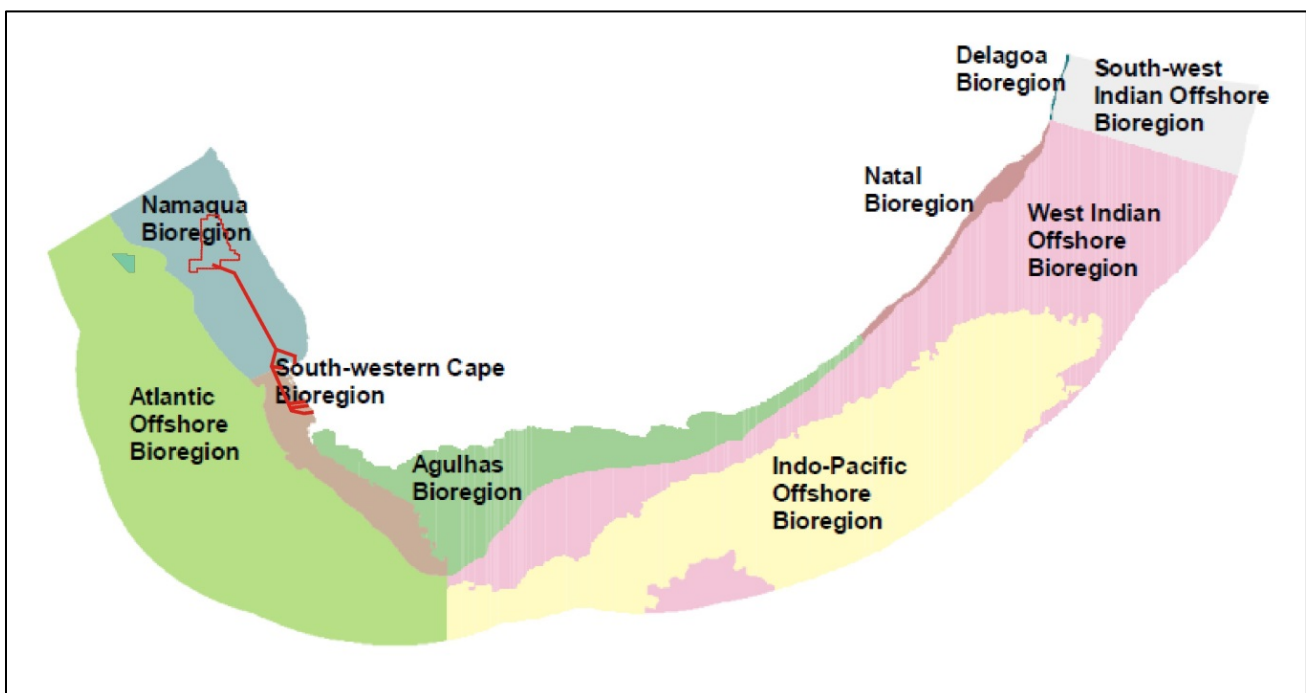 Delagoa
Bioregion
South-west
Indian Offshore
Bioregion
Namaqua
Bioregion
Natal
Bioregion
West Indian
Offshore
Bioregion
South-western Cape
Bioregion
Atlantic
Offshore
Bioregion
Agulhas
Bioregion
Indo-Pacific
Offshore
Bioregion